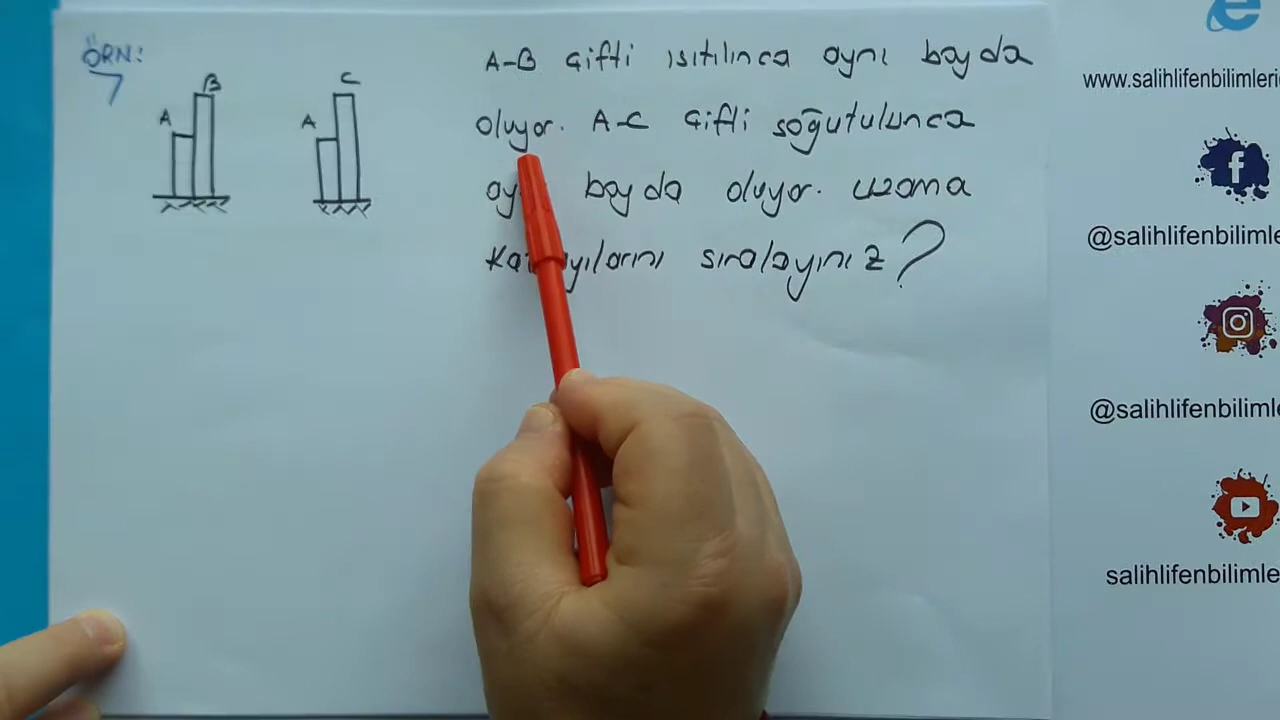 ÖRN:
7
A
B
A
C
A-B çifti ısıtılınca aynı boyda
oluyor. A-C çifti soğutulunca
boyda oluyor. uzama
sıralayınız?
www.salihlifenbilimleri
@salihlifenbilimle
@salihlifenbilimle
salihlifenbilimle